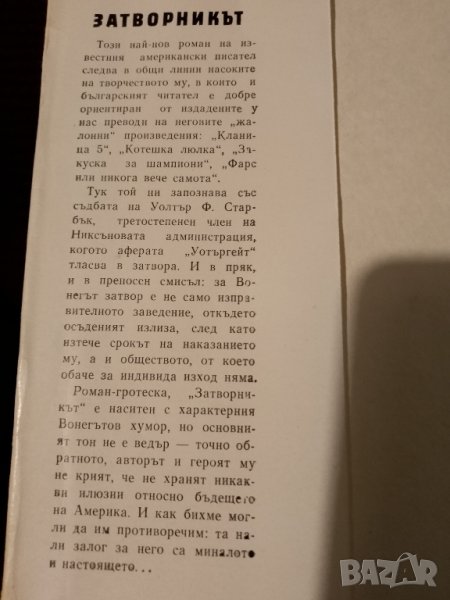 ЗАТВОРНИКЪТ
Този най-нов роман на из-
вестния американски писател
следва в общи линии насоките
на творчеството му, в които и
българският читател е добре
ориентиран от издадените у
нас преводи на неговите „жа-
лонни“ произведения: „Клани-
ца 5“, „Котешка люлка“, „За-
куска за шампиони“, „Фарс
или никога вече самота“.
Тук той ни запознава със
съдбата на Уолтър Ф. Стар-
бък, третостепенен член на
Никсъновата администрация,
когото аферата „Уотъргейт“
тласва в затвора. И в пряк,
и в преносен смисъл: за Во-
негът затвор е не само изпра-
вителното заведение, откъдето
осъденият излиза, след като
изтече срокът на наказанието
му, а и обществото, от което
обаче за индивида изход няма.
Роман-гротеска, „Затворни-
кът“ е наситен с характерния
Вонегътов хумор, но основни-
ят тон не е ведър — точно об-
ратното, авторът и героят му
не крият, че не хранят никак-
ви илюзии относно бъдещето
на Америка. И как бихме мог-
ли да им противоречим: та на-
ли залог за него са миналото
и настоящето...
BAZAR